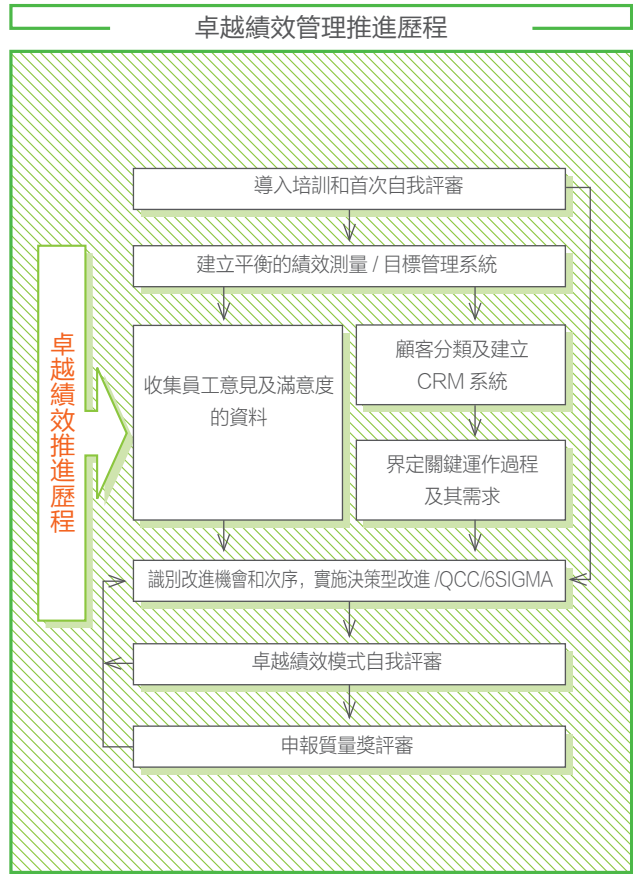 卓越績效管理推進歷程
導入培訓和首次自我評審
建立平衡的績效測量 / 目標管理系統
卓越績效推進歷程
收集員工意見及滿意度
的資料
顧客分類及建立
CRM 系統
界定關鍵運作過程
及其需求
識別改進機會和次序，實施決策型改進 /QCC/6SIGMA
卓越績效模式自我評審
申報質量獎評審